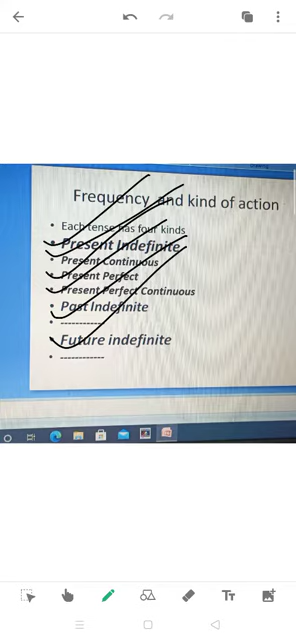 Frequency and kind of action
• Each tense has four kinds
• Present Indefinite
• Present Continuous
• Present Perfect
• Present Perfect Continuous
• Past Indefinite
• -----------
• Future indefinite
• ------------
Tt